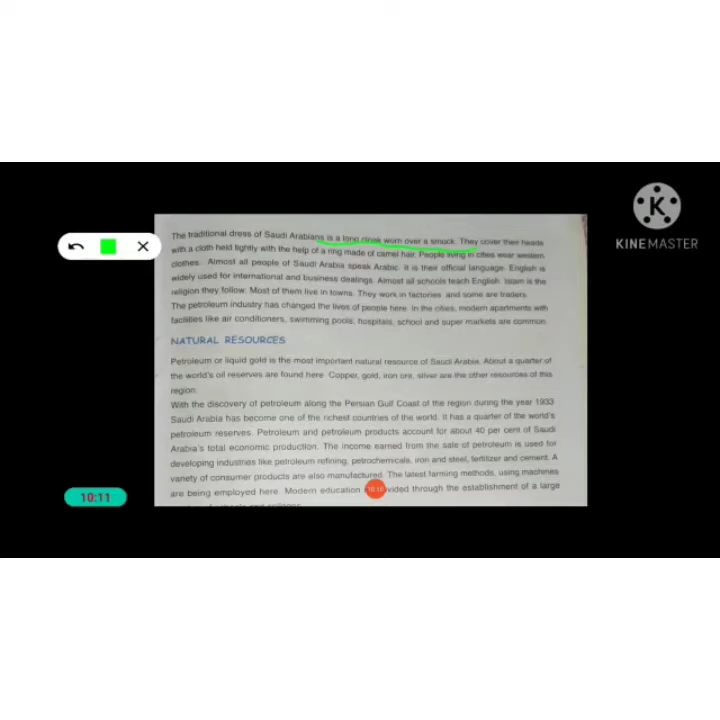 KINEMASTER
The traditional dress of Saudi Arabians is a long cloak worn over a smock. They cover their heads
with a cloth held tightly with the help of a ring made of camel hair. People living in cities wear western
clothes. Almost all people of Saudi Arabia speak Arabic. It is their official language. English is
widely used for international and business dealings. Almost all schools teach English. Islam is the
religion they follow. Most of them live in towns. They work in factories and some are traders.
The petroleum industry has changed the lives of people here. In the cities, modern apartments with
facilities like air conditioners, swimming pools, hospitals, school and super markets are common.
NATURAL RESOURCES
Petroleum or liquid gold is the most important natural resource of Saudi Arabia. About a quarter of
the world's oil reserves are found here. Copper, gold, iron ore, silver are the other resources of this
region.
With the discovery of petroleum along the Persian Gulf Coast of the region during the year 1933
Saudi Arabia has become one of the richest countries of the world. It has a quarter of the world's
petroleum reserves. Petroleum and petroleum products account for about 40 per cent of Saudi
Arabia's total economic production. The income earned from the sale of petroleum is used for
developing industries like petroleum refining, petrochemicals, iron and steel, fertilizer and cement. A
variety of consumer products are also manufactured. The latest farming methods, using machines
are being employed here. Modern education vided through the establishment of a large
10:11